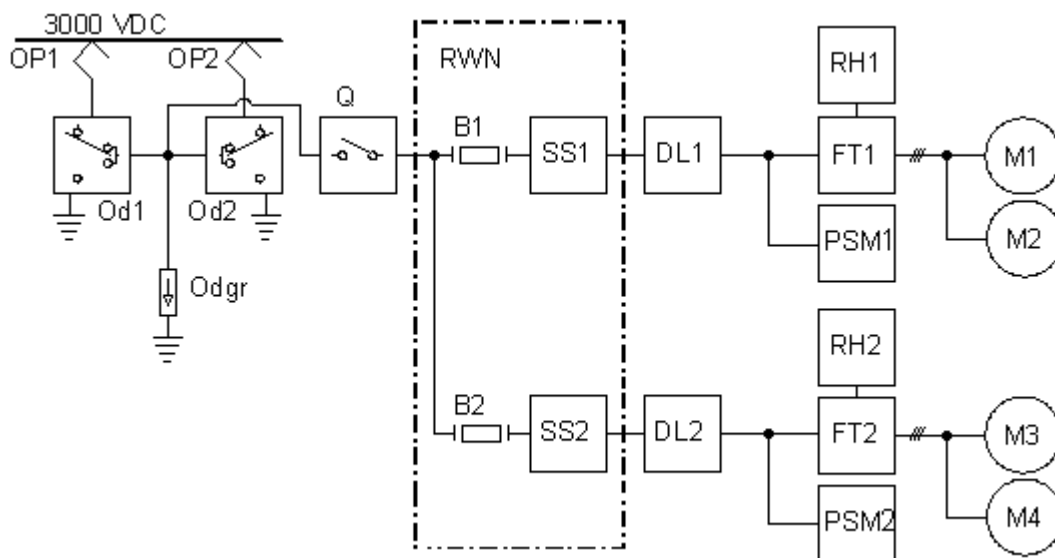 3000 VDC
OP1
OP2
RWN
RH1
Q
B1
SS1
DL1
FT1
M1
Od1
Od2
PSM1
M2
Odgr
RH2
B2
SS2
DL2
FT2
M3
PSM2
M4